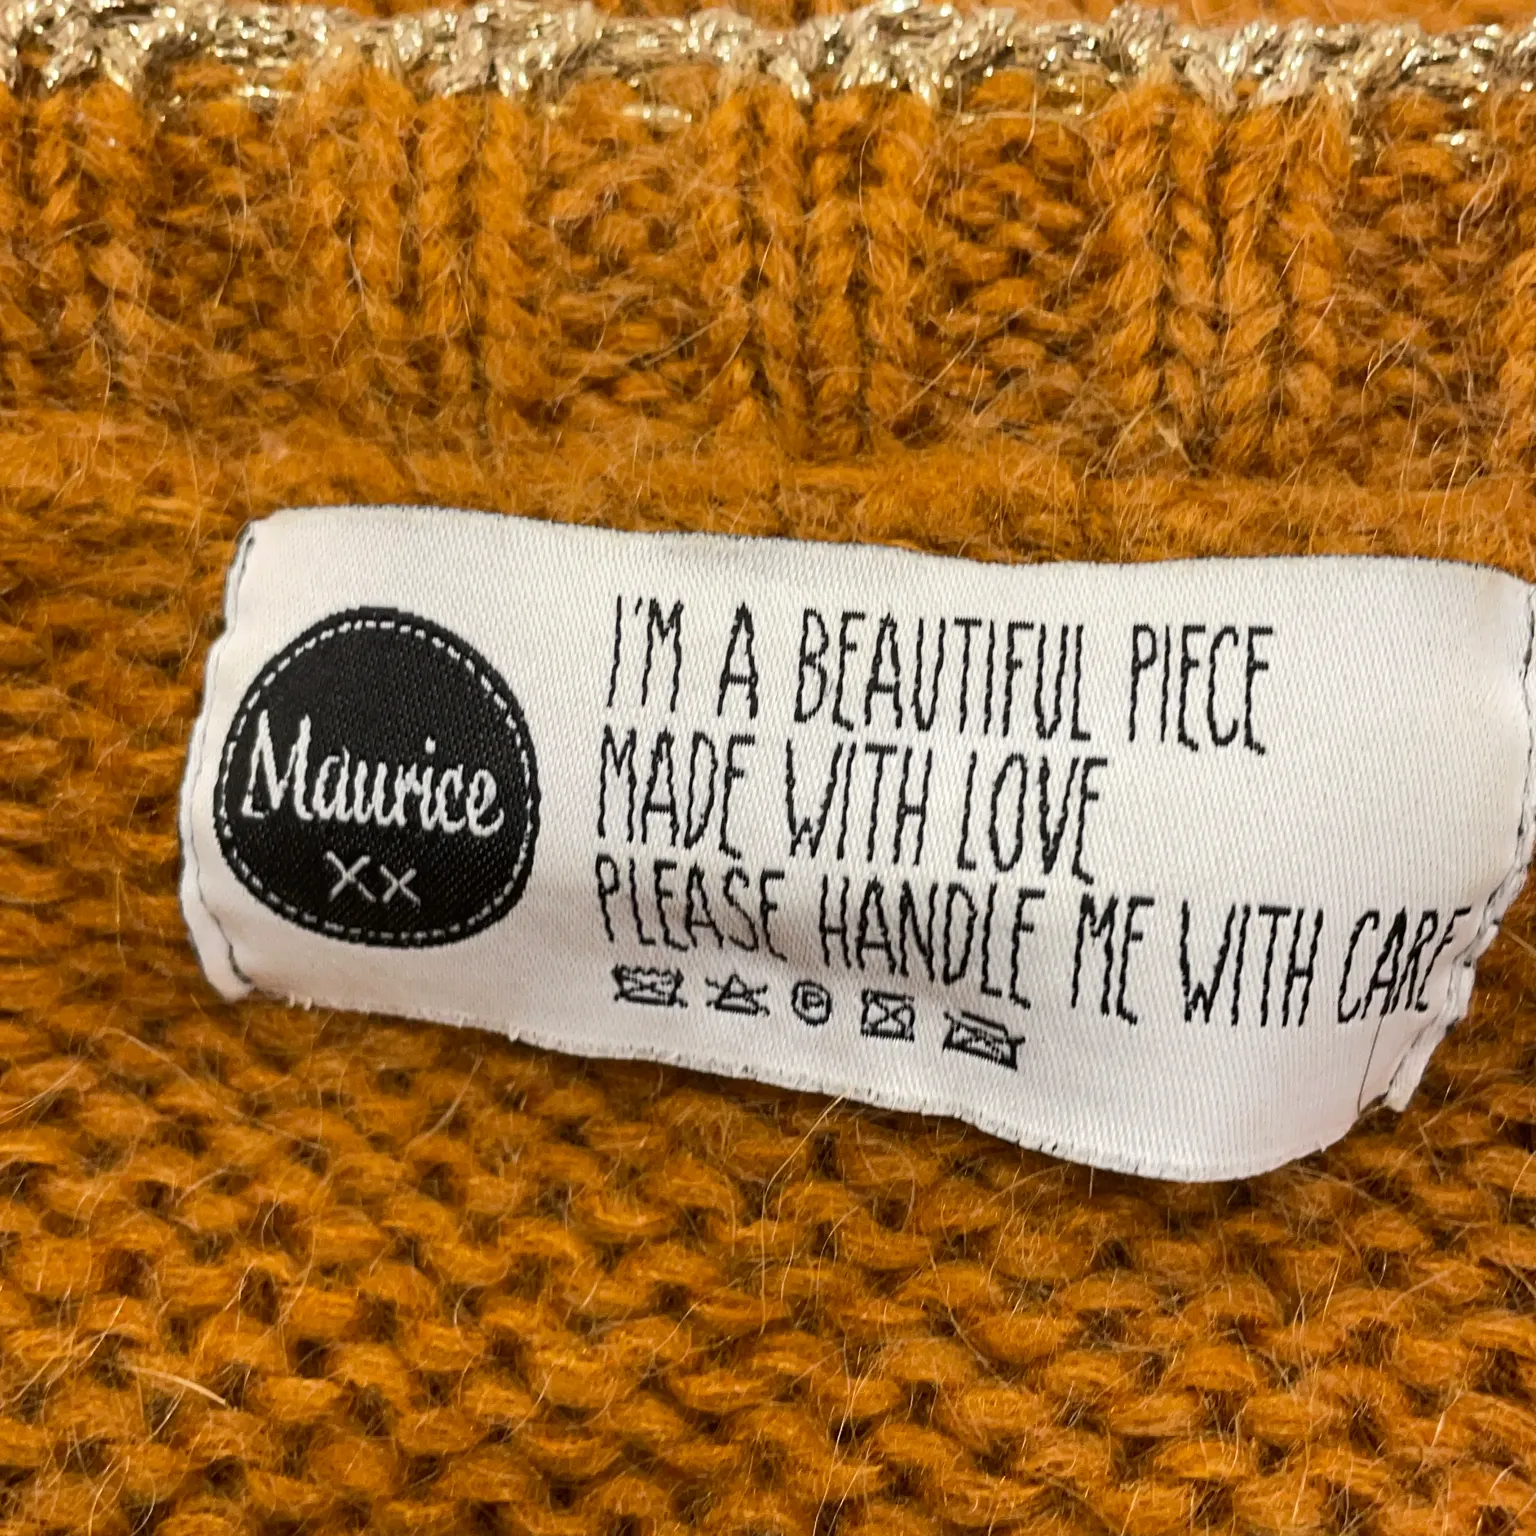 Maurice
xx
I'M A BEAUTIFUL PIECE
MADE WITH LOVE
PLEASE HANDLE ME WITH CARE
P